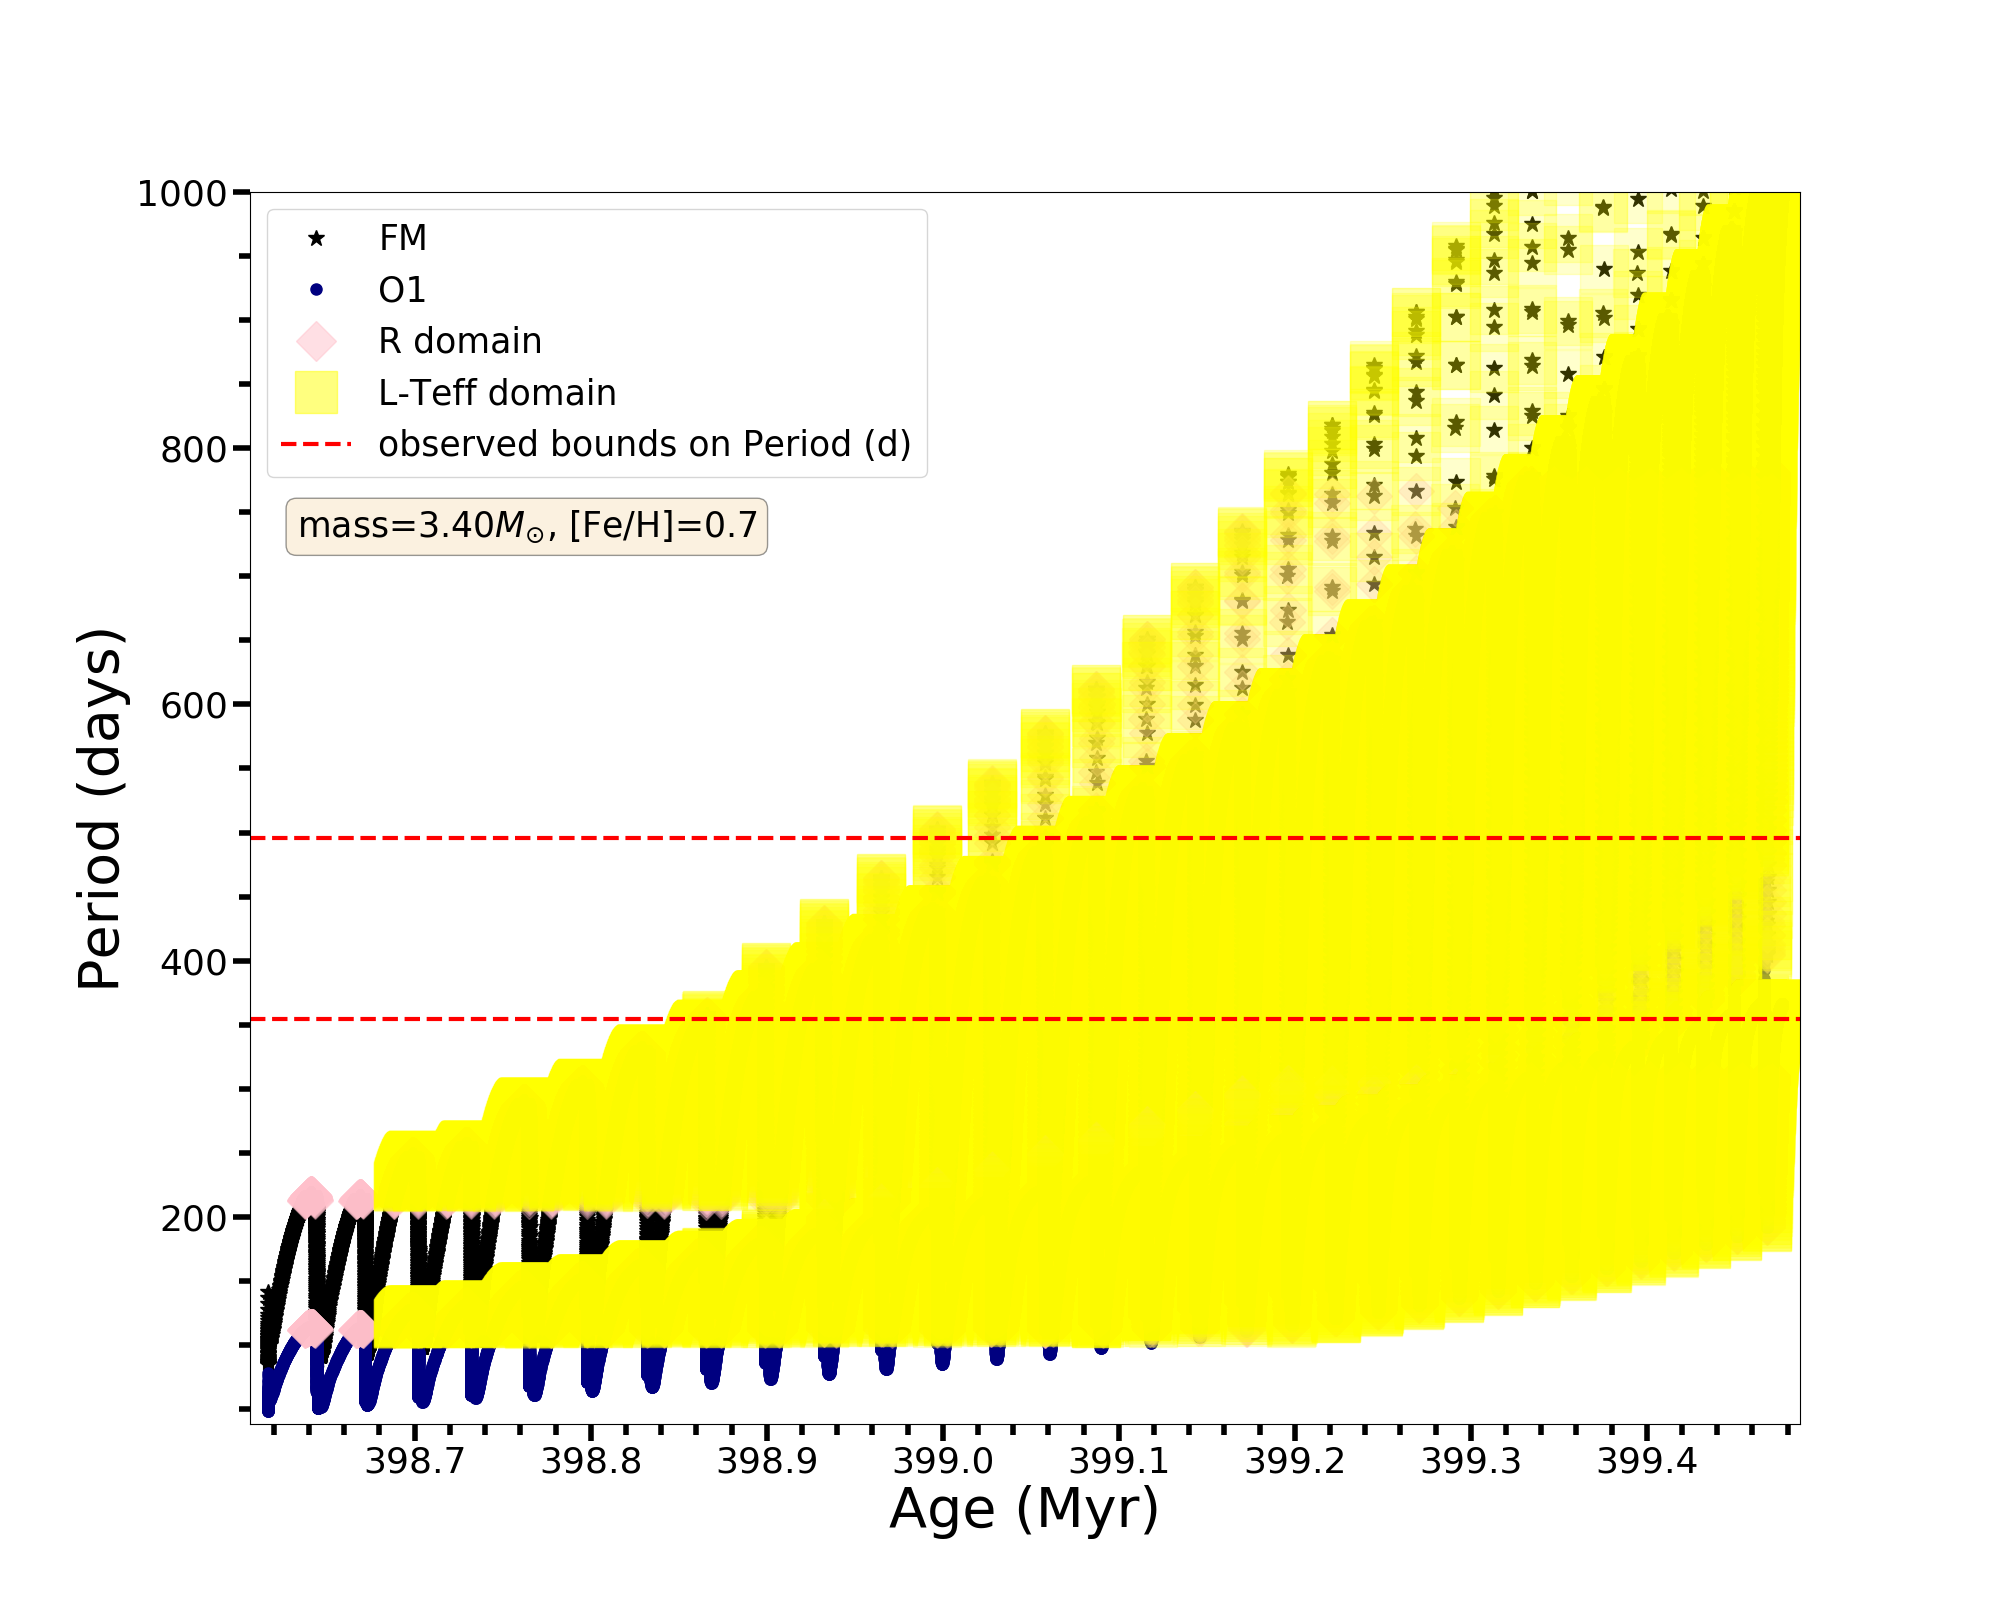 1000
800
600
400
200
Period (days)
FM
O1
R domain
L-Teff domain
observed bounds on Period (d)
mass=3.40M⊙, [Fe/H]=0.7
398.7 398.8 398.9 399.0 399.1 399.2 399.3 399.4
Age (Myr)